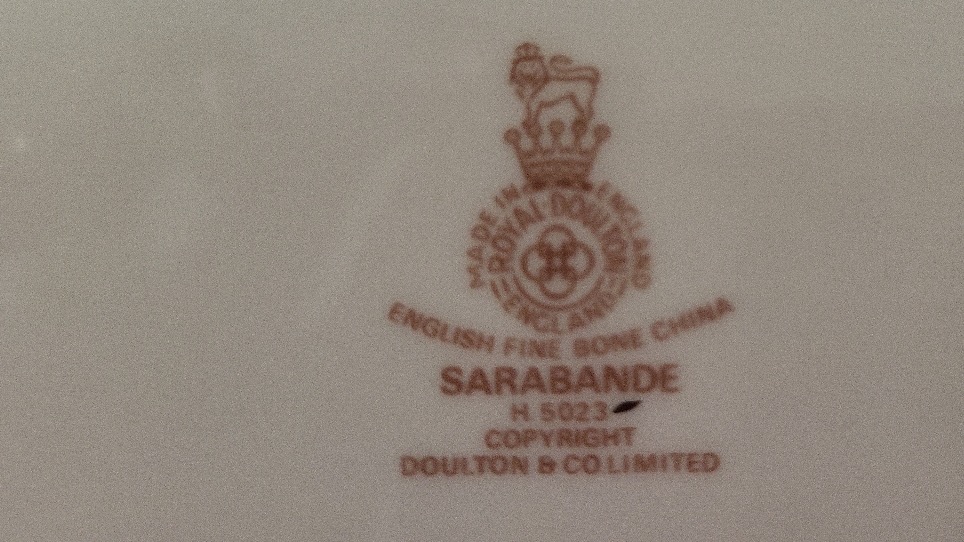 MADE IN ENGLAND
ROYAL DOULTON
ENGLAND
ENGLISH FINE BONE CHINA
SARABANDE
H. 5023
COPYRIGHT
DOULTON & CO. LIMITED